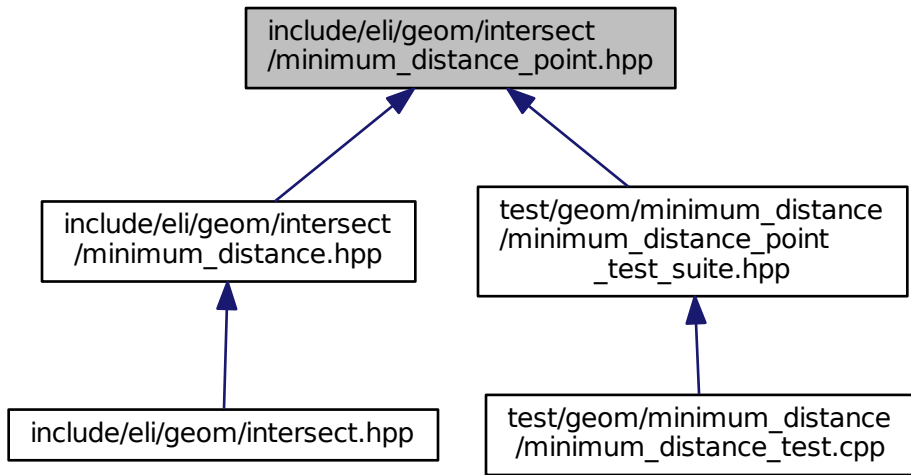 include/eli/geom/intersect
/minimum_distance_point.hpp
include/eli/geom/intersect
/minimum_distance.hpp
test/geom/minimum_distance
/minimum_distance_point
_test_suite.hpp
include/eli/geom/intersect.hpp
test/geom/minimum_distance
/minimum_distance_test.cpp